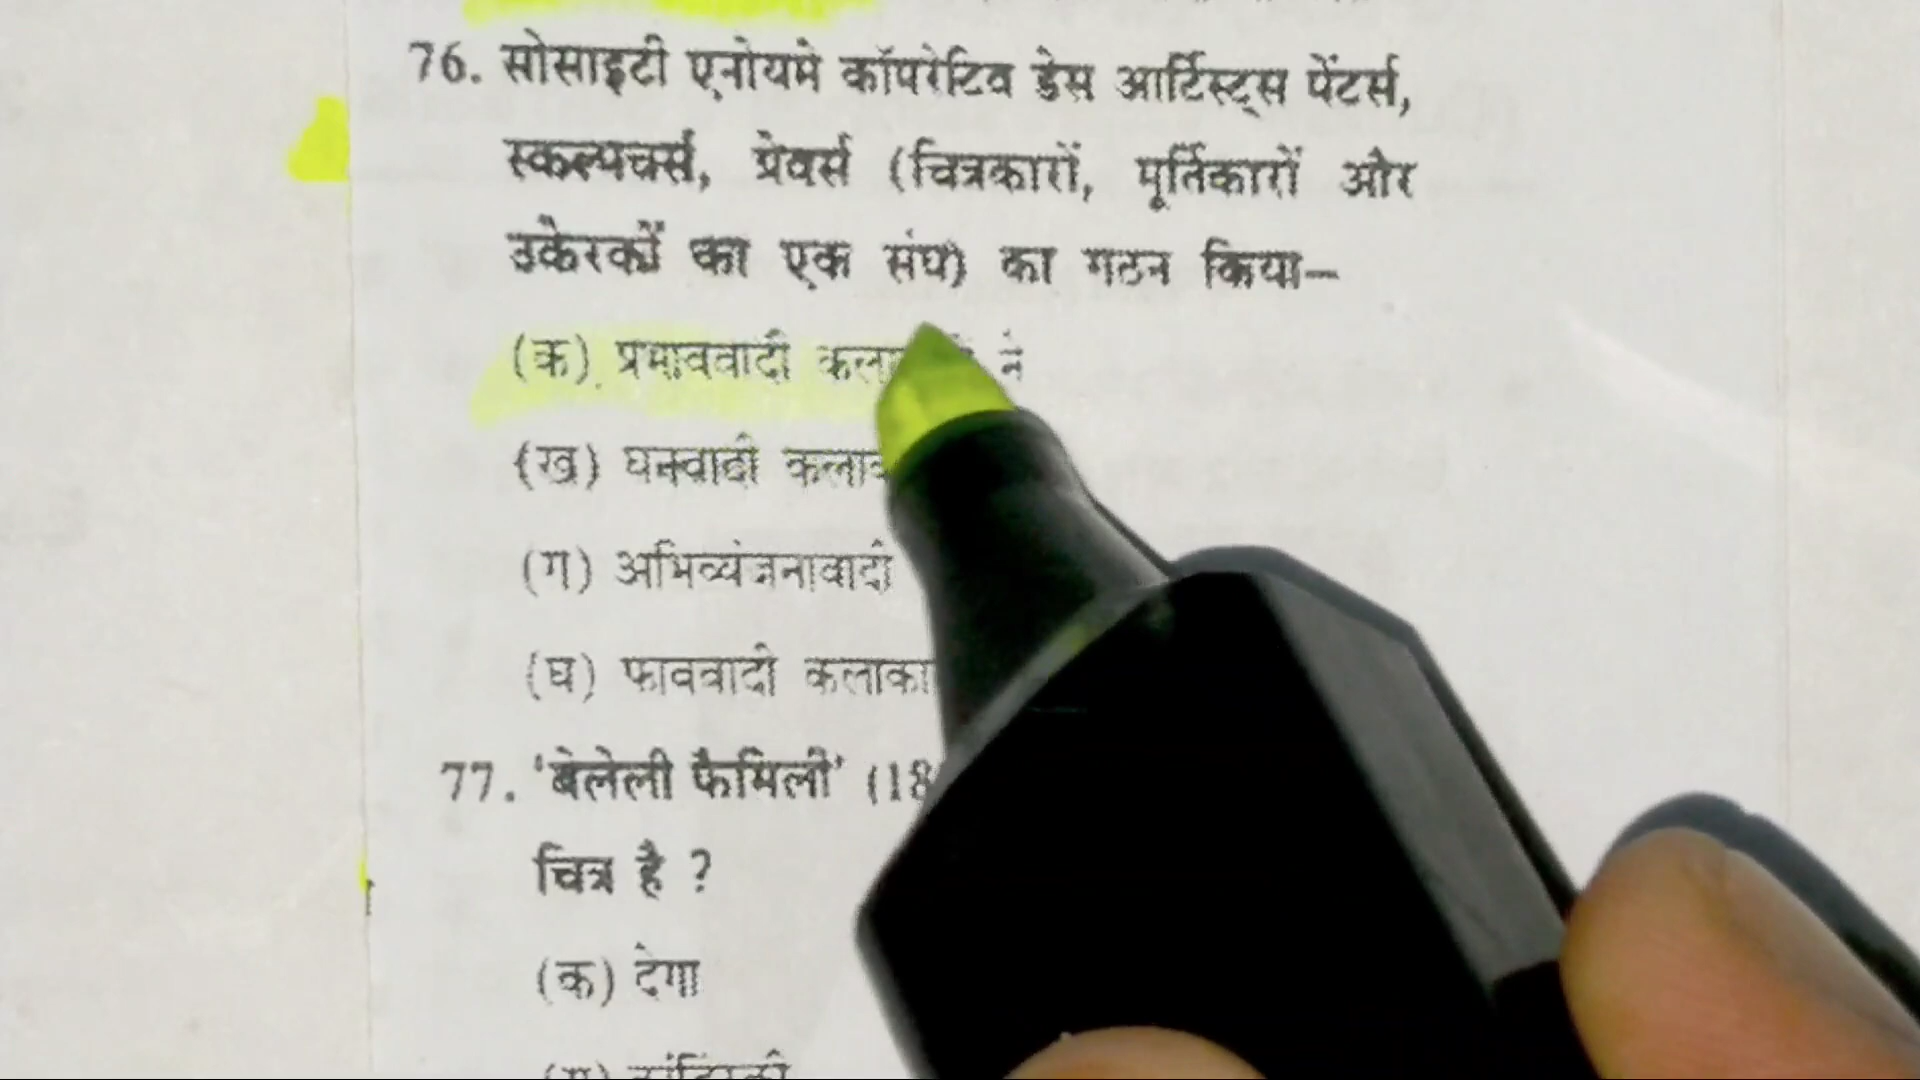 76. सोसाइटी एनोयमे कॉपरेटिव डेस आर्टिस्ट्स पेंटर्स,
स्कल्पचर्स, प्रेवर्स (चित्रकारों, मूर्तिकारों और
उकेरकों का एक संघ) का गठन किया–
(क) प्रभाववादी ने
(ख) घनवादी
(ग) अभिव्यंजनावादी
(घ) फाववादी
77. 'बेलेली फैमिली' (18
चित्र है ?
(क) देगा